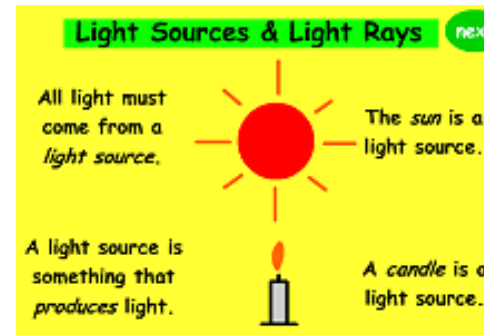 Light Sources & Light Rays
nex
All light must
come from a
light source.
The sun is a
light source.
A light source is
something that
produces light.
A candle is a
light source.